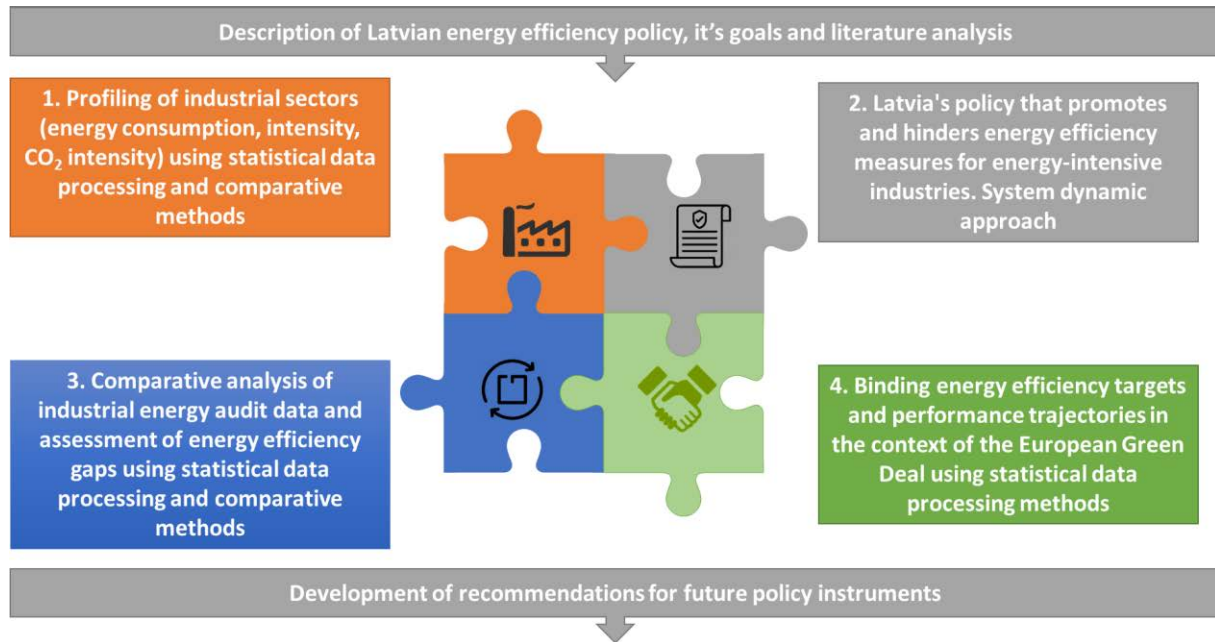 Description of Latvian energy efficiency policy, it's goals and literature analysis
1. Profiling of industrial sectors
(energy consumption, intensity,
CO₂ intensity) using statistical data
processing and comparative
methods
2. Latvia's policy that promotes
and hinders energy efficiency
measures for energy-intensive
industries. System dynamic
approach
3. Comparative analysis of
industrial energy audit data and
assessment of energy efficiency
gaps using statistical data
processing and comparative
methods
4. Binding energy efficiency targets
and performance trajectories in
the context of the European Green
Deal using statistical data
processing methods
Development of recommendations for future policy instruments